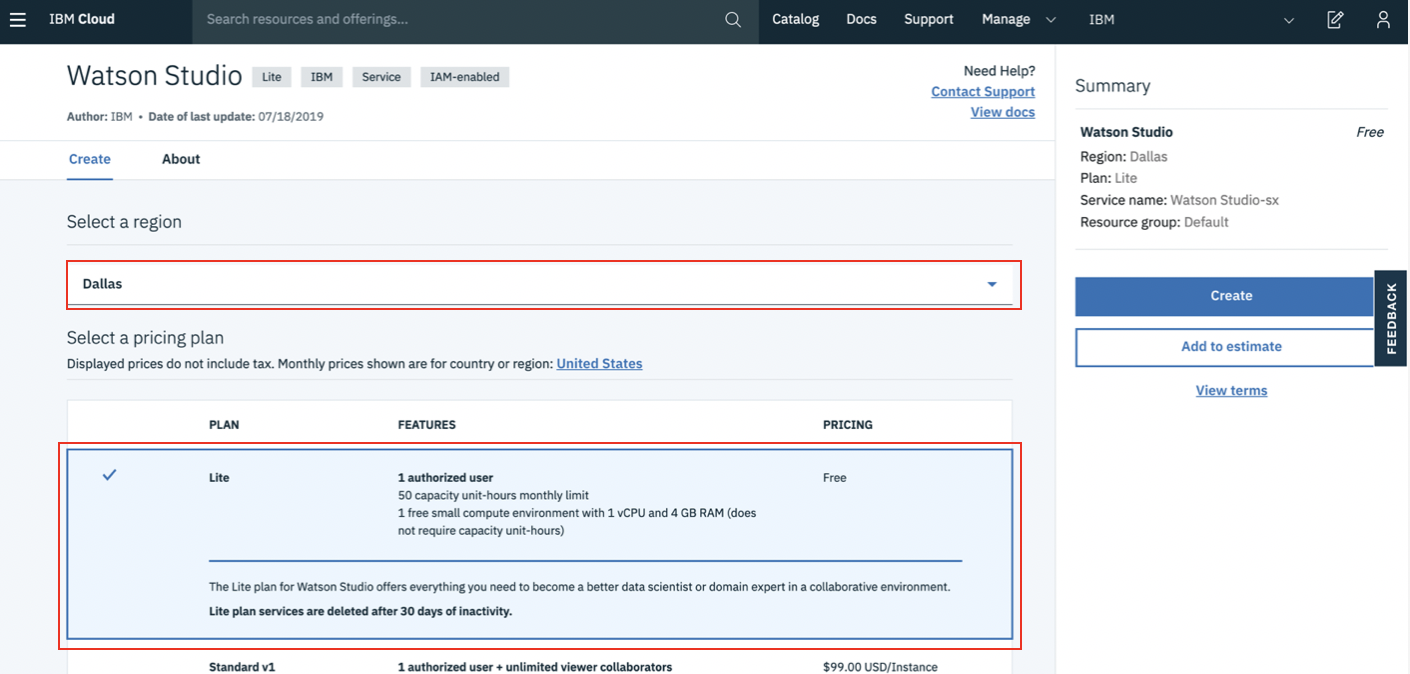 IBM Cloud
Search resources and offerings...
Catalog
Docs
Support
Manage
IBM
Watson Studio
Lite
IBM
Service
IAM-enabled
Author: IBM • Date of last update: 07/18/2019
Need Help?
Contact Support
View docs
Create
About
Select a region
Dallas
Select a pricing plan
Displayed prices do not include tax. Monthly prices shown are for country or region: United States
PLAN
FEATURES
PRICING
Lite
1 authorized user
50 capacity unit-hours monthly limit
1 free small compute environment with 1 vCPU and 4 GB RAM (does
not require capacity unit-hours)
Free
The Lite plan for Watson Studio offers everything you need to become a better data scientist or domain expert in a collaborative environment.
Lite plan services are deleted after 30 days of inactivity.
Standard v1
1 authorized user + unlimited viewer collaborators
$99.00 USD/Instance
Summary
Watson Studio
Free
Region: Dallas
Plan: Lite
Service name: Watson Studio-sx
Resource group: Default
Create
Add to estimate
View terms
FEEDBACK